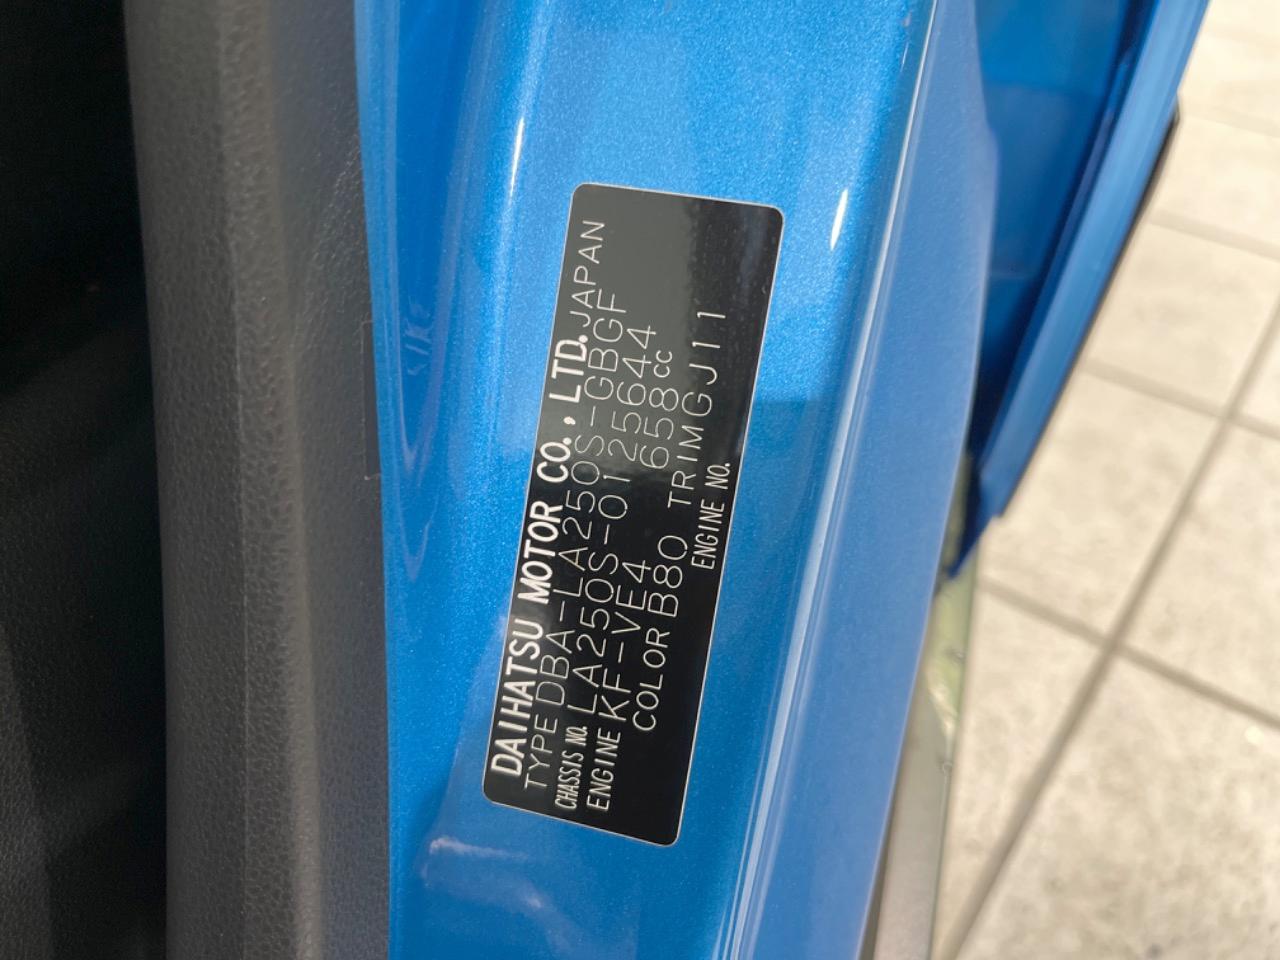 DAIHATSU MOTOR CO., LTD. JAPAN
TYPE DBA-LA250S-GBGF
CHASSIS NO. LA250S-0125644
ENGINE KF-VE4 658cc
COLOR B80 TRIM GJ11
ENGINE NO.